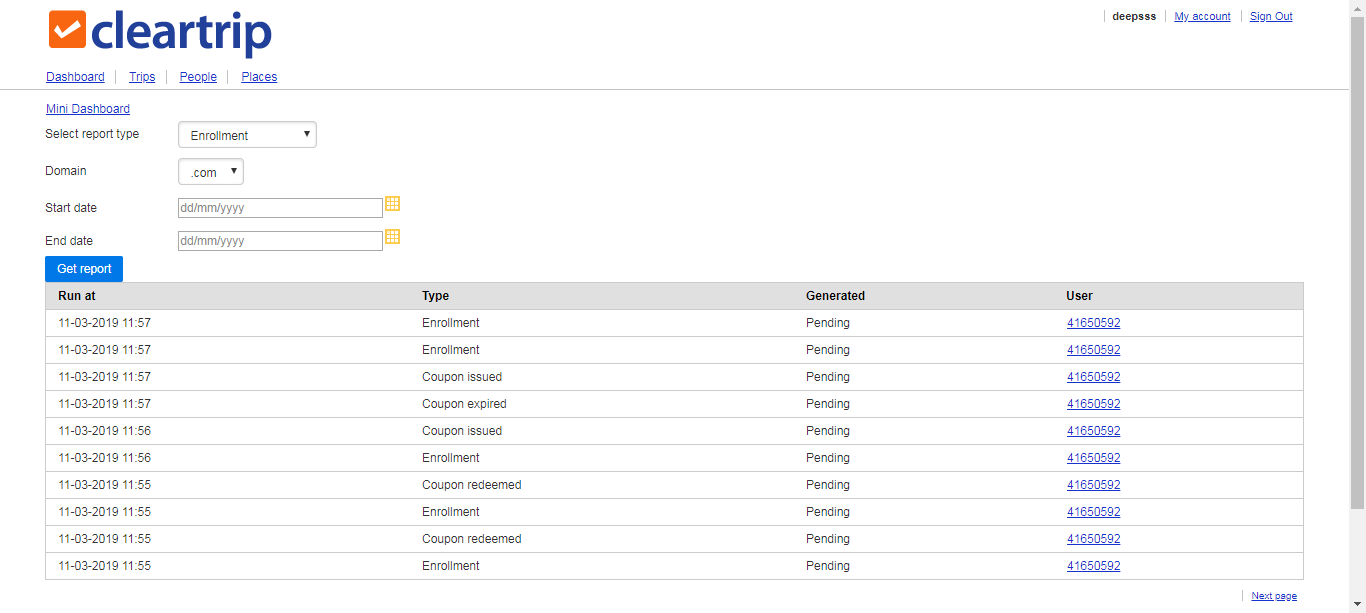 cleartrip
deepsss My account Sign Out
Dashboard Trips People Places
Mini Dashboard
Select report type Enrollment
Domain .com
Start date dd/mm/yyyy
End date dd/mm/yyyy
Get report
Run at Type Generated User
11-03-2019 11:57 Enrollment Pending 41650592
11-03-2019 11:57 Enrollment Pending 41650592
11-03-2019 11:57 Coupon issued Pending 41650592
11-03-2019 11:57 Coupon expired Pending 41650592
11-03-2019 11:56 Coupon issued Pending 41650592
11-03-2019 11:56 Enrollment Pending 41650592
11-03-2019 11:55 Coupon redeemed Pending 41650592
11-03-2019 11:55 Enrollment Pending 41650592
11-03-2019 11:55 Coupon redeemed Pending 41650592
11-03-2019 11:55 Enrollment Pending 41650592
Next page